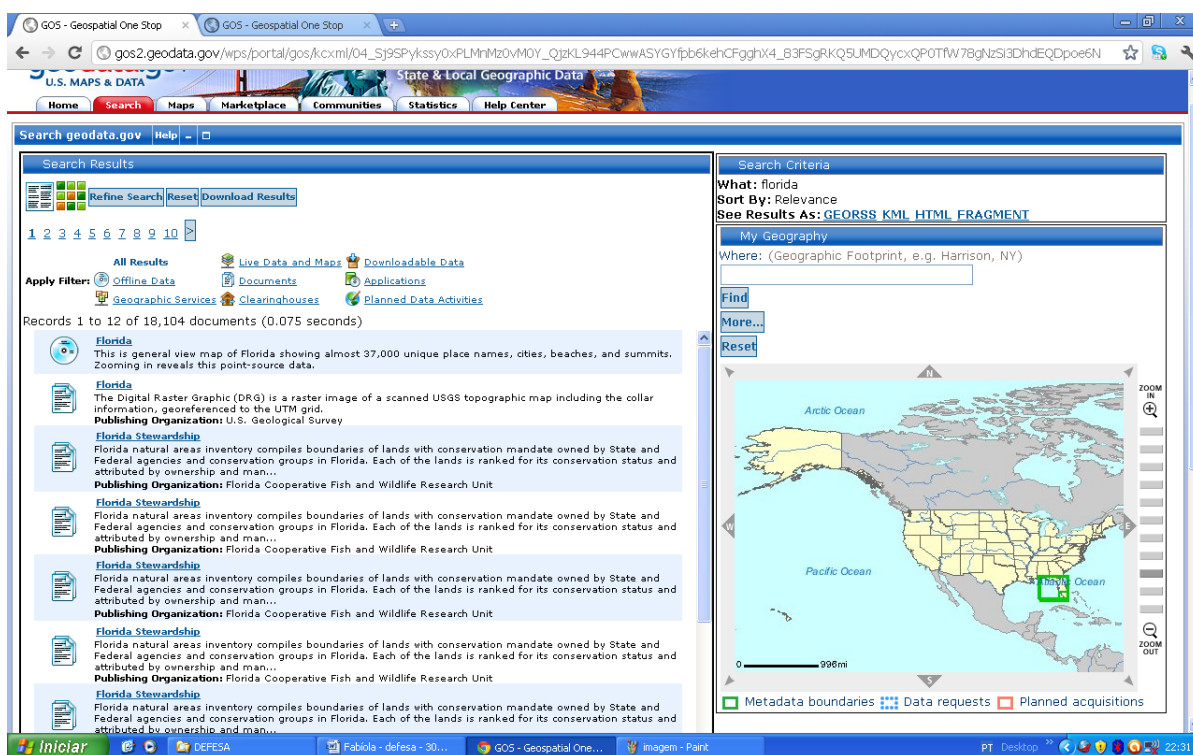 GOS - Geospatial One Stop
GOS - Geospatial One Stop
gos2.geodata.gov/wps/portal/gos/kcxml/
U.S. MAPS & DATA
State & Local Geographic Data
Home Search Maps Marketplace Communities Statistics Help Center
Search geodata.gov Help
Search Results
Refine Search Reset Download Results
1 2 3 4 5 6 7 8 9 10 >
All Results Live Data and Maps Downloadable Data
Apply Filter: Offline Data Documents Applications
Geographic Services Clearinghouses Planned Data Activities
Records 1 to 12 of 18,104 documents (0.075 seconds)
Florida
This is general view map of Florida showing almost 37,000 unique place names, cities, beaches, and summits.
Zooming in reveals this point-source data.
Florida
The Digital Raster Graphic (DRG) is a raster image of a scanned USGS topographic map including the collar
information, georeferenced to the UTM grid.
Publishing Organization: U.S. Geological Survey
Florida Stewardship
Florida natural areas inventory compiles boundaries of lands with conservation mandate owned by State and
Federal agencies and conservation groups in Florida. Each of the lands is ranked for its conservation status and
attributed by ownership and man...
Publishing Organization: Florida Cooperative Fish and Wildlife Research Unit
Florida Stewardship
Florida natural areas inventory compiles boundaries of lands with conservation mandate owned by State and
Federal agencies and conservation groups in Florida. Each of the lands is ranked for its conservation status and
attributed by ownership and man...
Publishing Organization: Florida Cooperative Fish and Wildlife Research Unit
Florida Stewardship
Florida natural areas inventory compiles boundaries of lands with conservation mandate owned by State and
Federal agencies and conservation groups in Florida. Each of the lands is ranked for its conservation status and
attributed by ownership and man...
Publishing Organization: Florida Cooperative Fish and Wildlife Research Unit
Florida Stewardship
Florida natural areas inventory compiles boundaries of lands with conservation mandate owned by State and
Federal agencies and conservation groups in Florida. Each of the lands is ranked for its conservation status and
attributed by ownership and man...
Publishing Organization: Florida Cooperative Fish and Wildlife Research Unit
Florida Stewardship
Florida natural areas inventory compiles boundaries of lands with conservation mandate owned by State and
Federal agencies and conservation groups in Florida. Each of the lands is ranked for its conservation status and
attributed by ownership and man...
Search Criteria
What: florida
Sort By: Relevance
See Results As: GEORSS KML HTML FRAGMENT
My Geography
Where: (Geographic Footprint, e.g. Harrison, NY)
Find
More...
Reset
N
ZOOM
IN
Arctic Ocean
W
E
Pacific Ocean
Atlantic Ocean
ZOOM
OUT
0 996mi
S
Metadata boundaries Data requests Planned acquisitions
Iniciar DEFESA Fabíola - defesa - 30... GOS - Geospatial One... imagem - Paint PT Desktop 22:31